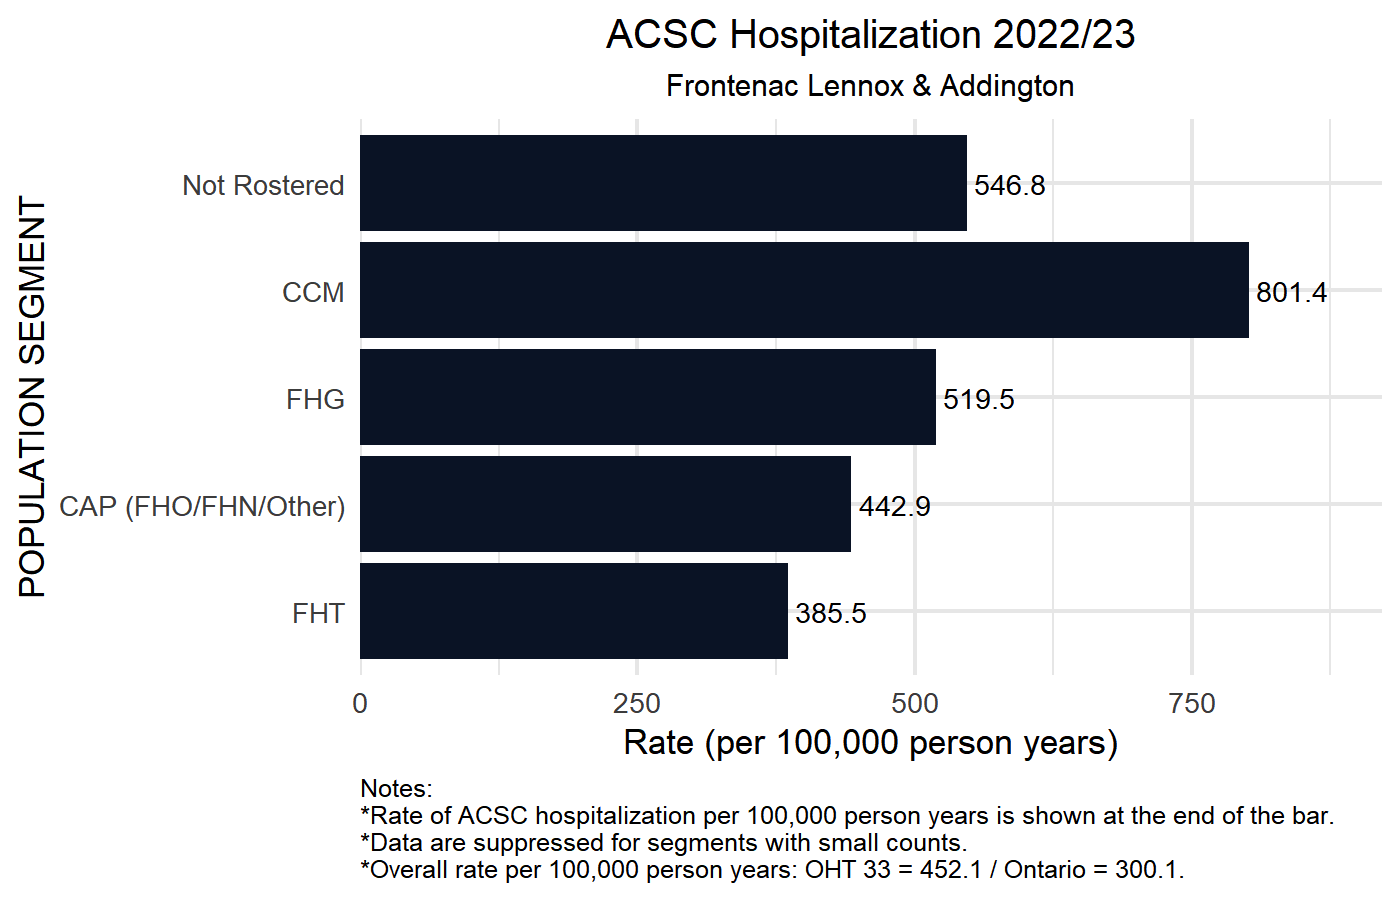 ACSC Hospitalization 2022/23
Frontenac Lennox & Addington
POPULATION SEGMENT
Not Rostered
546.8
CCM
801.4
FHG
519.5
CAP (FHO/FHN/Other)
442.9
FHT
385.5
0
250
500
750
Rate (per 100,000 person years)
Notes:
*Rate of ACSC hospitalization per 100,000 person years is shown at the end of the bar.
*Data are suppressed for segments with small counts.
*Overall rate per 100,000 person years: OHT 33 = 452.1 / Ontario = 300.1.